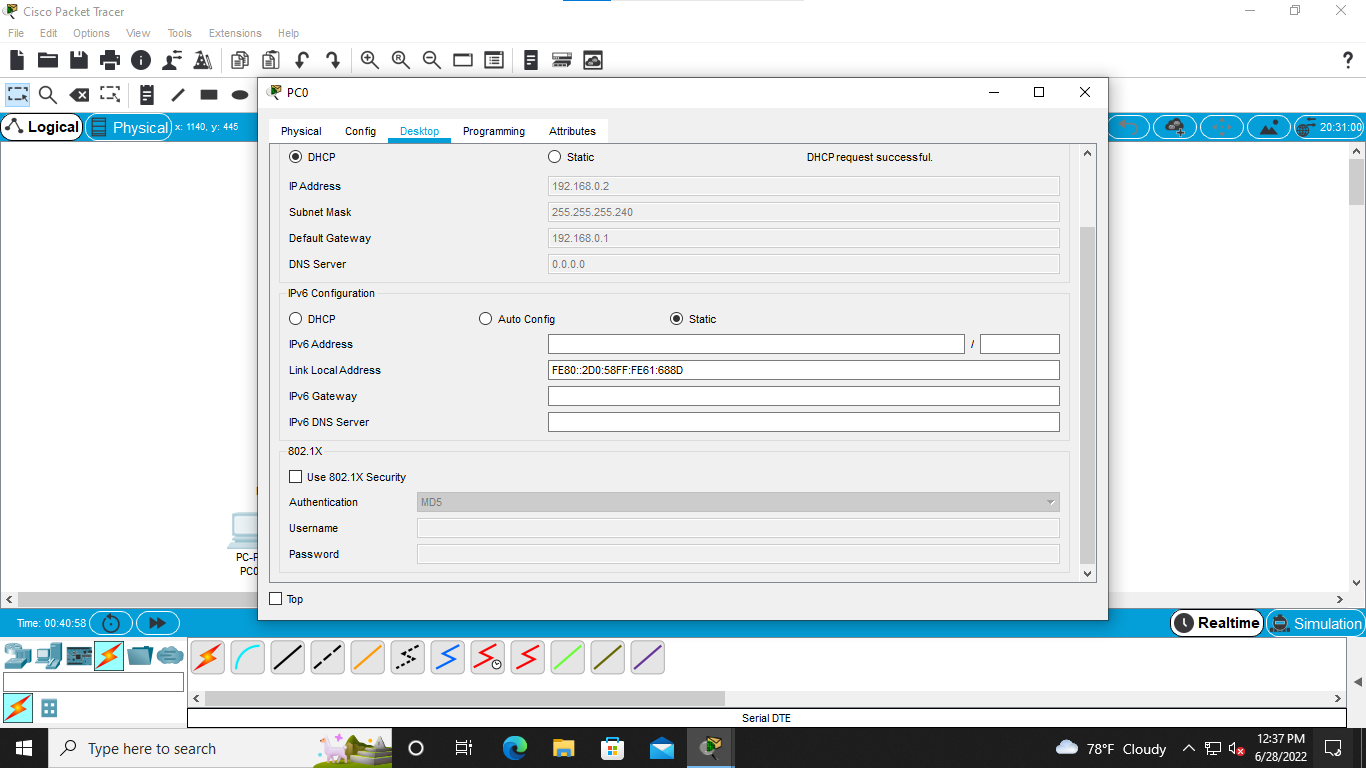 Cisco Packet Tracer
File Edit Options View Tools Extensions Help
PC0
Logical Physical x: 1140, y: 445 20:31:00
Physical Config Desktop Programming Attributes
DHCP Static DHCP request successful.
IP Address 192.168.0.2
Subnet Mask 255.255.255.240
Default Gateway 192.168.0.1
DNS Server 0.0.0.0
IPv6 Configuration
DHCP Auto Config Static
IPv6 Address /
Link Local Address FE80::2D0:58FF:FE61:688D
IPv6 Gateway
IPv6 DNS Server
802.1X
Use 802.1X Security
Authentication MD5
Username
Password
PC-P
PC0
Top
Time: 00:40:58 Realtime Simulation
Serial DTE
Type here to search 78°F Cloudy 12:37 PM
6/28/2022